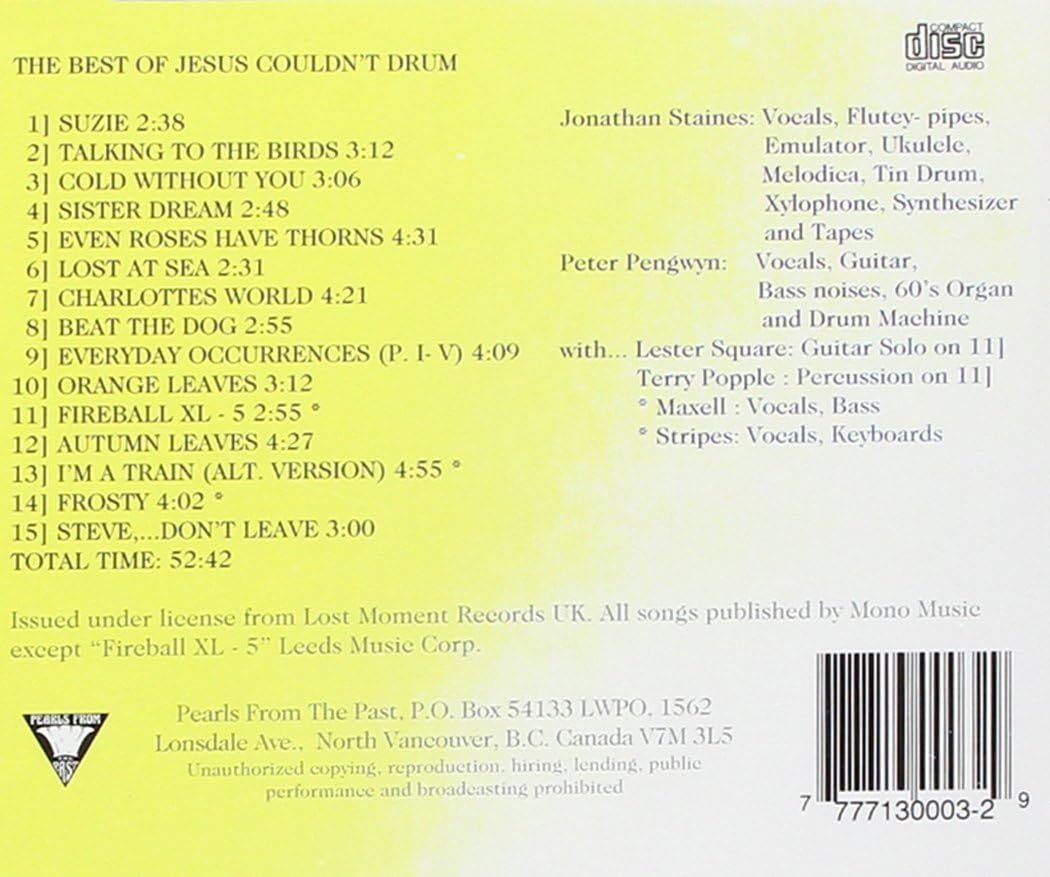 COMPACT
disc
DIGITAL AUDIO
THE BEST OF JESUS COULDN'T DRUM
1] SUZIE 2:38
2] TALKING TO THE BIRDS 3:12
3] COLD WITHOUT YOU 3:06
4] SISTER DREAM 2:48
5] EVEN ROSES HAVE THORNS 4:31
6] LOST AT SEA 2:31
7] CHARLOTTES WORLD 4:21
8] BEAT THE DOG 2:55
9] EVERYDAY OCCURRENCES (P. I- V) 4:09
10] ORANGE LEAVES 3:12
11] FIREBALL XL - 5 2:55 *
12] AUTUMN LEAVES 4:27
13] I'M A TRAIN (ALT. VERSION) 4:55 *
14] FROSTY 4:02 *
15] STEVE,...DON'T LEAVE 3:00
TOTAL TIME: 52:42
Jonathan Staines: Vocals, Flutey- pipes,
Emulator, Ukulele,
Melodica, Tin Drum,
Xylophone, Synthesizer
and Tapes
Peter Pengwyn: Vocals, Guitar,
Bass noises, 60's Organ
and Drum Machine
with... Lester Square: Guitar Solo on 11]
Terry Popple : Percussion on 11]
* Maxell : Vocals, Bass
* Stripes: Vocals, Keyboards
Issued under license from Lost Moment Records UK. All songs published by Mono Music
except "Fireball XL - 5" Leeds Music Corp.
PEARLS FROM
THE
PAST
Pearls From The Past, P.O. Box 54133 LWPO, 1562
Lonsdale Ave., North Vancouver, B.C. Canada V7M 3L5
Unauthorized copying, reproduction, hiring, lending, public
performance and broadcasting prohibited
7 777130003-2 9